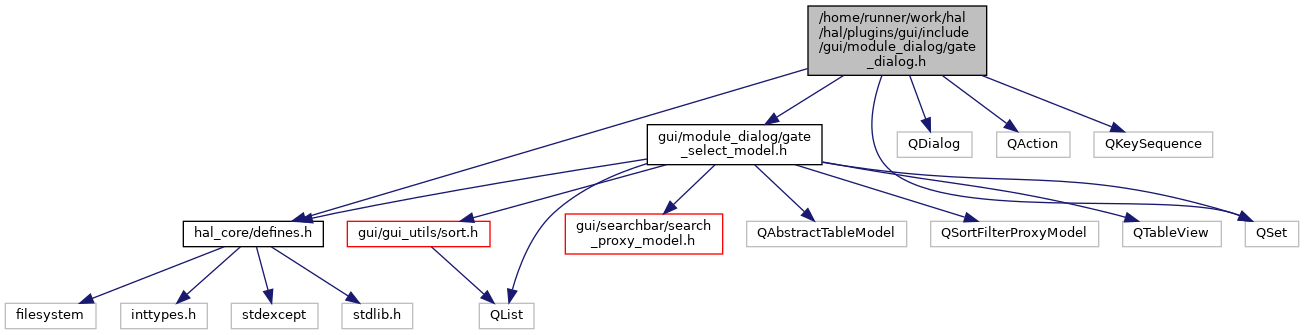 /home/runner/work/hal
/hal/plugins/gui/include
/gui/module_dialog/gate
_dialog.h
gui/module_dialog/gate
_select_model.h
QDialog
QAction
QKeySequence
hal_core/defines.h
gui/gui_utils/sort.h
gui/searchbar/search
_proxy_model.h
QAbstractTableModel
QSortFilterProxyModel
QTableView
QSet
filesystem
inttypes.h
stdexcept
stdlib.h
QList